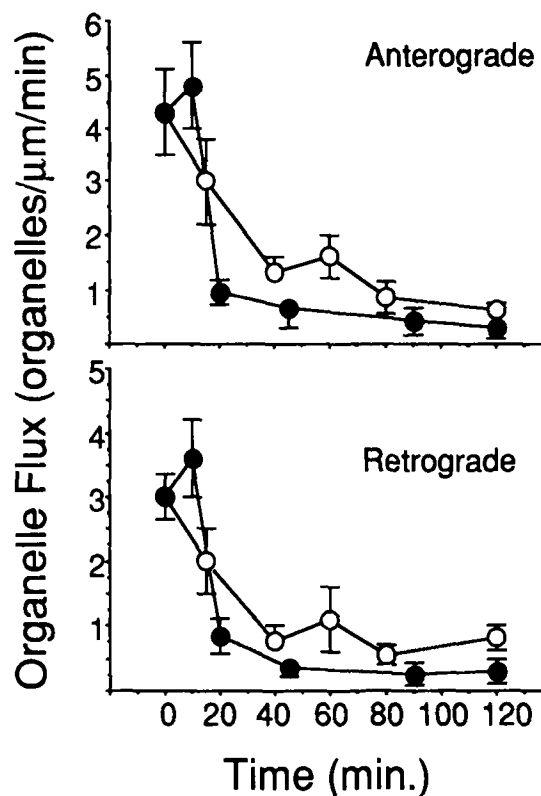 Organelle Flux (organelles/μm/min)
6
5
4
3
2
1
Anterograde
5
4
3
2
1
Retrograde
0 20 40 60 80 100 120
Time (min.)